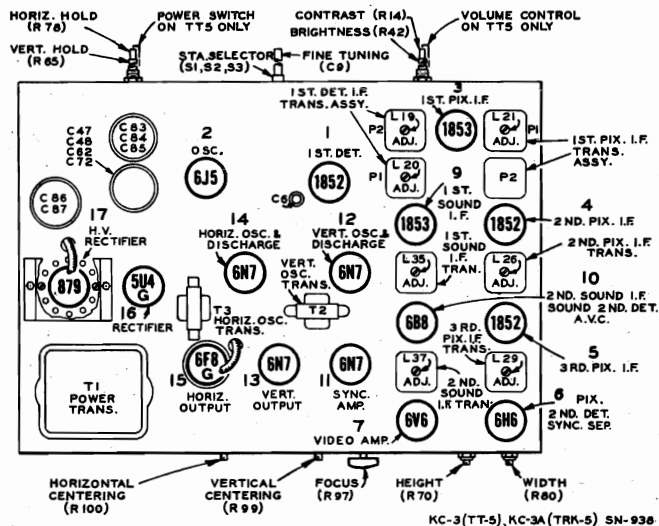 HORIZ. HOLD
(R78)
POWER SWITCH
ON TT5 ONLY
VERT. HOLD
(R65)
STA. SELECTOR
(S1, S2, S3)
FINE TUNING
(C9)
CONTRAST (R14)
BRIGHTNESS (R42)
VOLUME CONTROL
ON TT5 ONLY
C47
C48
C62
C72
C83
C84
C85
C86
C87
2
OSC.
6J5
1
1ST. DET.
1852
C6
1ST. DET. I.F.
TRANS. ASSY.
P2
L19
ADJ.
P1
L20
ADJ.
3
1ST. PIX. I.F.
1853
L21
ADJ.
P1
1ST. PIX. I.F.
TRANS.
ASSY.
P2
9
1ST.
SOUND
I.F.
1853
4
2ND. PIX. I.F.
1852
17
H.V.
RECTIFIER
879
5U4
G
16
RECTIFIER
14
HORIZ. OSC.
& DISCHARGE
6N7
12
VERT. OSC. &
DISCHARGE
6N7
1ST.
SOUND
I.F.
TRAN.
L35
ADJ.
L26
ADJ.
2ND. PIX. I.F.
TRANS.
T3
HORIZ. OSC.
TRANS.
VERT.
OSC.
TRANS.
T2
6B8
10
2ND. SOUND I.F.
SOUND 2ND. DET.
A.V.C.
1852
5
3RD. PIX. I.F.
3RD.
PIX. I.F.
TRANS.
T1
POWER
TRANS.
6F8
G
15
HORIZ.
OUTPUT
6N7
13
VERT.
OUTPUT
6N7
11
SYNC.
AMP.
L37
ADJ.
2ND
SOUND
I.F. TRAN.
L29
ADJ.
7
VIDEO AMP.
6V6
6H6
6
PIX.
2ND. DET.
SYNC. SEP.
HORIZONTAL
CENTERING
(R100)
VERTICAL
CENTERING
(R99)
FOCUS
(R97)
HEIGHT
(R70)
WIDTH
(R80)
KC-3 (TT-5), KC-3A (TRK-5) SN-938